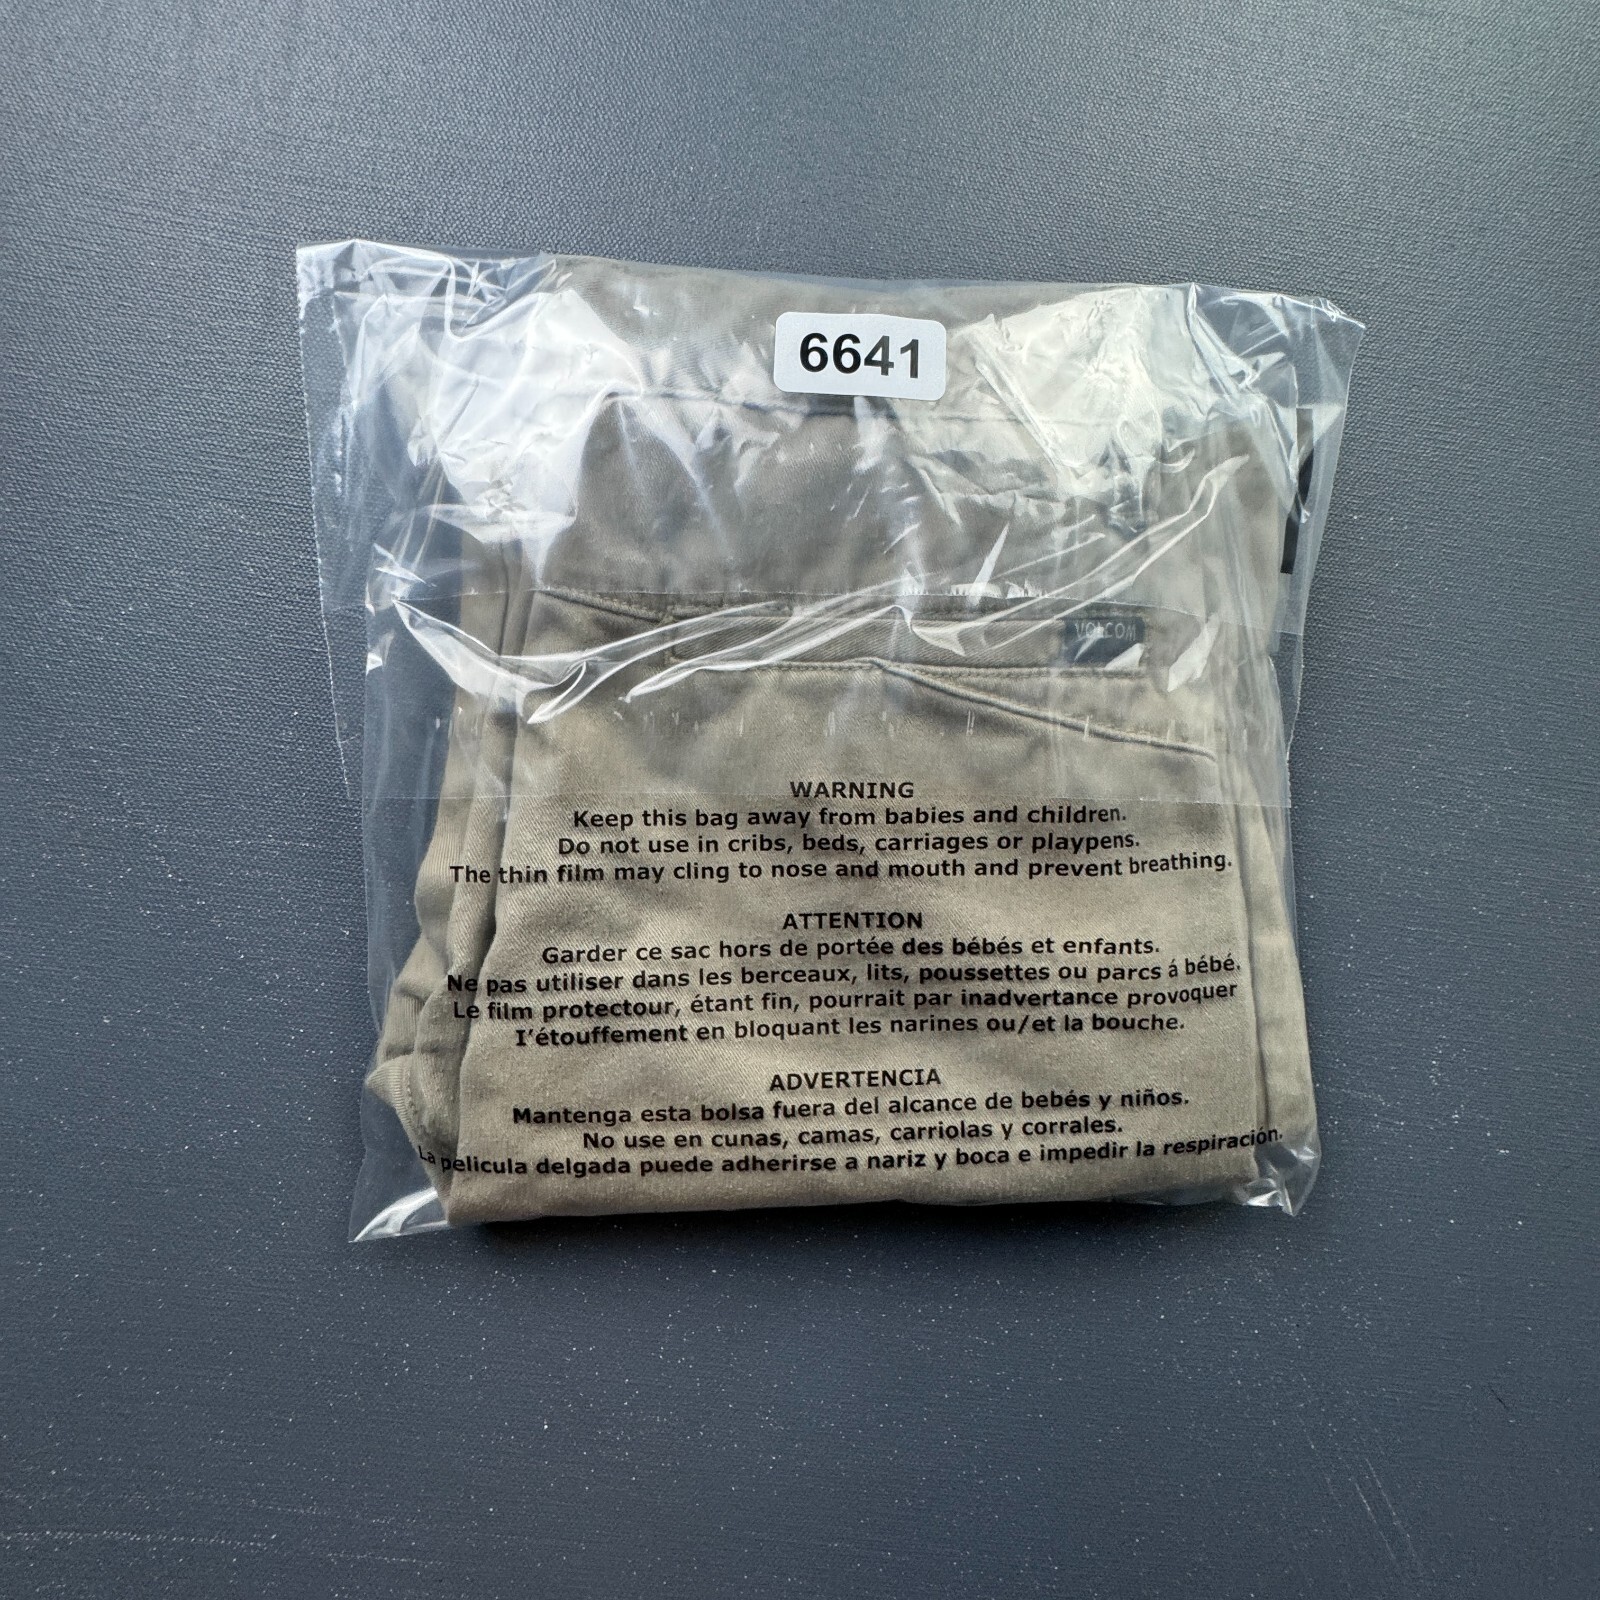 6641
VOLCOM
WARNING
Keep this bag away from babies and children.
Do not use in cribs, beds, carriages or playpens.
The thin film may cling to nose and mouth and prevent breathing.
ATTENTION
Garder ce sac hors de portée des bébés et enfants.
Ne pas utiliser dans les berceaux, lits, poussettes ou parcs á bébé.
Le film protectour, étant fin, pourrait par inadvertance provoquer
I'étouffement en bloquant les narines ou/et la bouche.
ADVERTENCIA
Mantenga esta bolsa fuera del alcance de bebés y niños.
No use en cunas, camas, carriolas y corrales.
La pelicula delgada puede adherirse a nariz y boca e impedir la respiración.